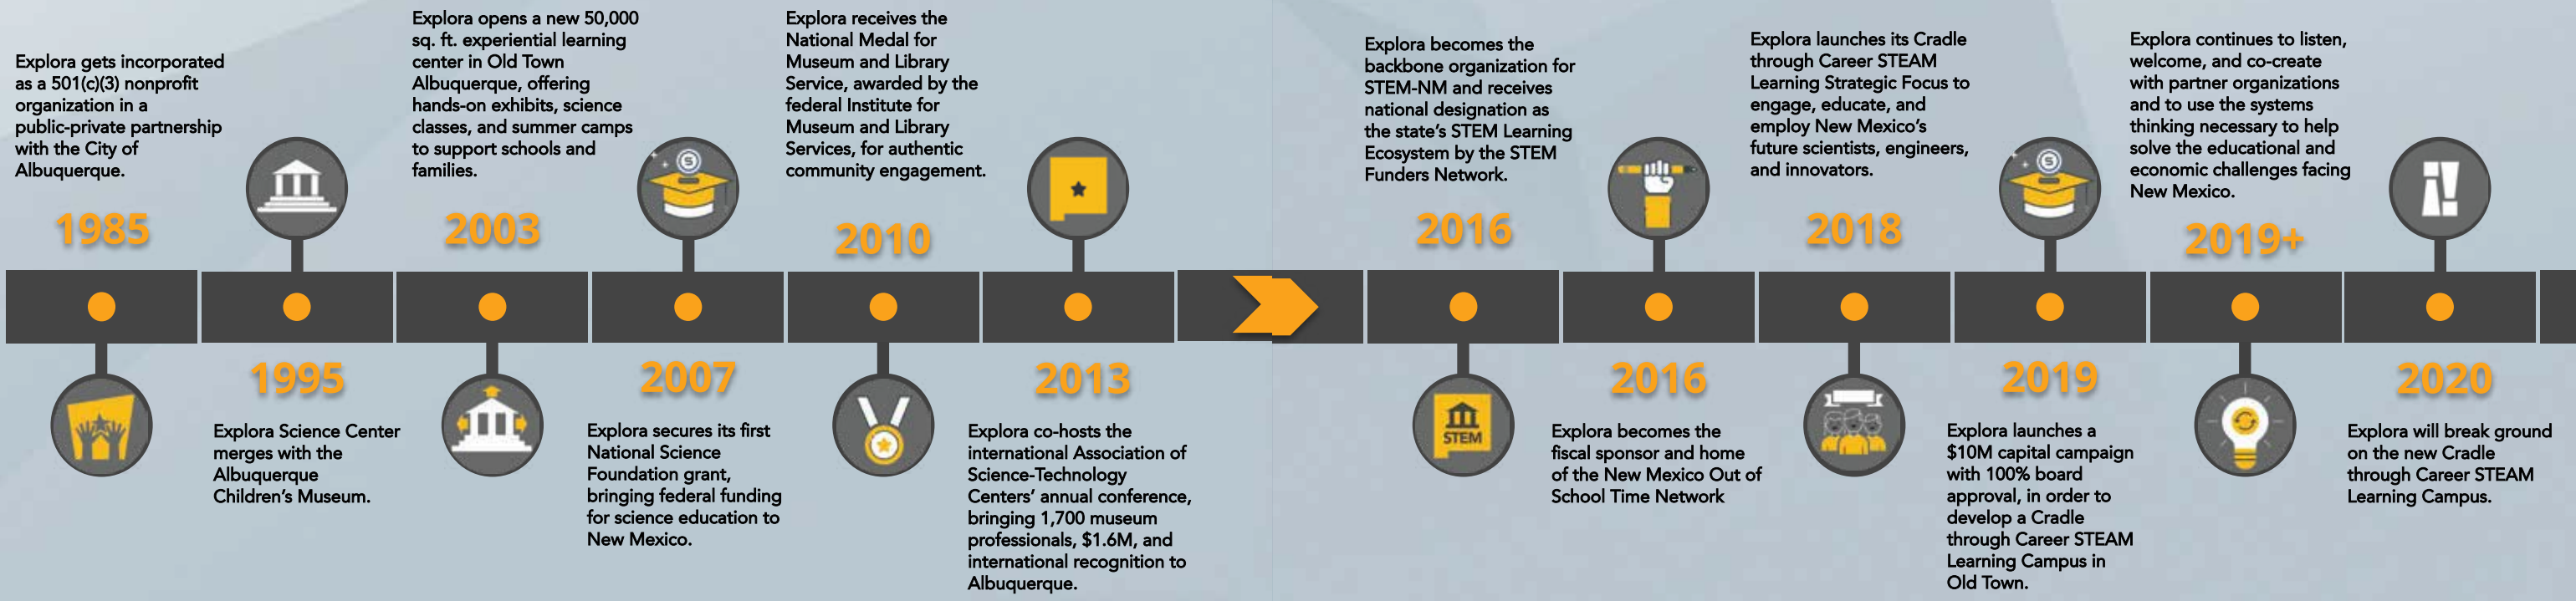 Explora gets incorporated
as a 501(c)(3) nonprofit
organization in a
public-private partnership
with the City of
Albuquerque.
1985
1995
Explora Science Center
merges with the
Albuquerque
Children's Museum.
Explora opens a new 50,000
sq. ft. experiential learning
center in Old Town
Albuquerque, offering
hands-on exhibits, science
classes, and summer camps
to support schools and
families.
2003
2007
Explora secures its first
National Science
Foundation grant,
bringing federal funding
for science education to
New Mexico.
Explora receives the
National Medal for
Museum and Library
Service, awarded by the
federal Institute for
Museum and Library
Services, for authentic
community engagement.
2010
2013
Explora co-hosts the
international Association of
Science-Technology
Centers' annual conference,
bringing 1,700 museum
professionals, $1.6M, and
international recognition to
Albuquerque.
Explora becomes the
backbone organization for
STEM-NM and receives
national designation as
the state's STEM Learning
Ecosystem by the STEM
Funders Network.
2016
STEM
2016
Explora becomes the
fiscal sponsor and home
of the New Mexico Out of
School Time Network
Explora launches its Cradle
through Career STEAM
Learning Strategic Focus to
engage, educate, and
employ New Mexico's
future scientists, engineers,
and innovators.
2018
2019
Explora launches a
$10M capital campaign
with 100% board
approval, in order to
develop a Cradle
through Career STEAM
Learning Campus in
Old Town.
Explora continues to listen,
welcome, and co-create
with partner organizations
and to use the systems
thinking necessary to help
solve the educational and
economic challenges facing
New Mexico.
2019+
2020
Explora will break ground
on the new Cradle
through Career STEAM
Learning Campus.